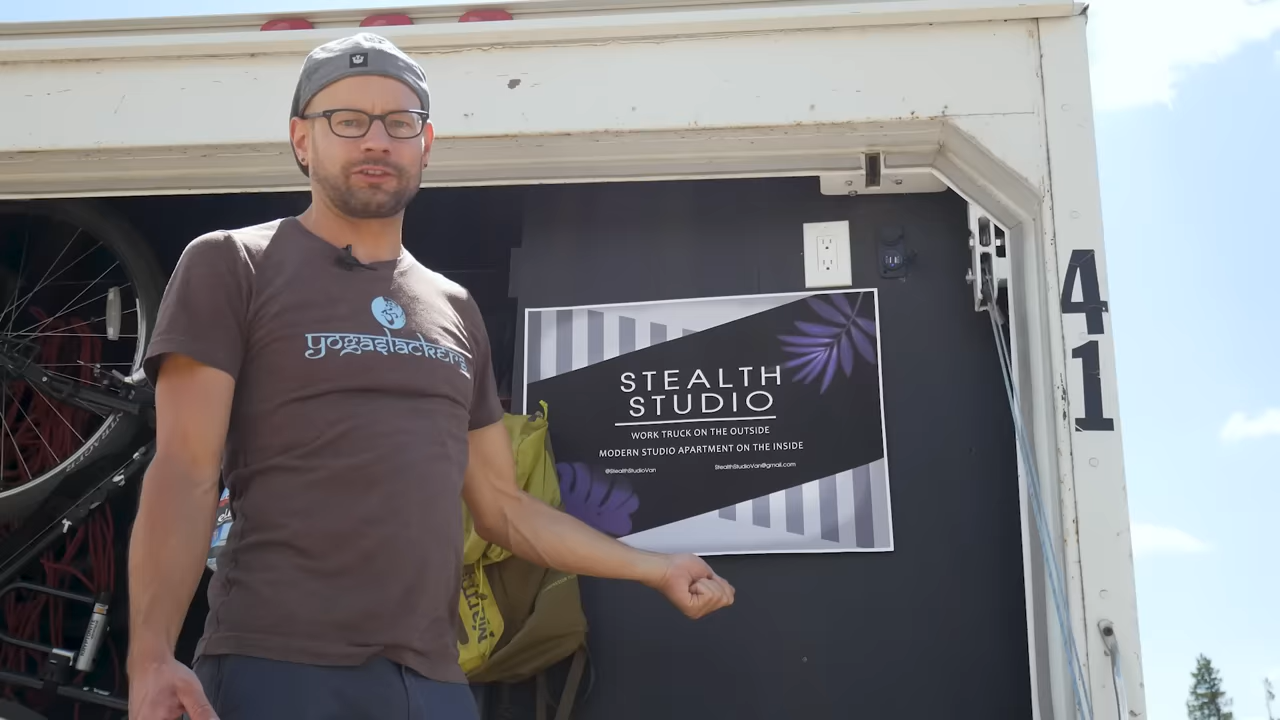 yogaslackers
STEALTH
STUDIO
WORK TRUCK ON THE OUTSIDE
MODERN STUDIO APARTMENT ON THE INSIDE
@StealthStudioVan StealthStudioVan@gmail.com
41